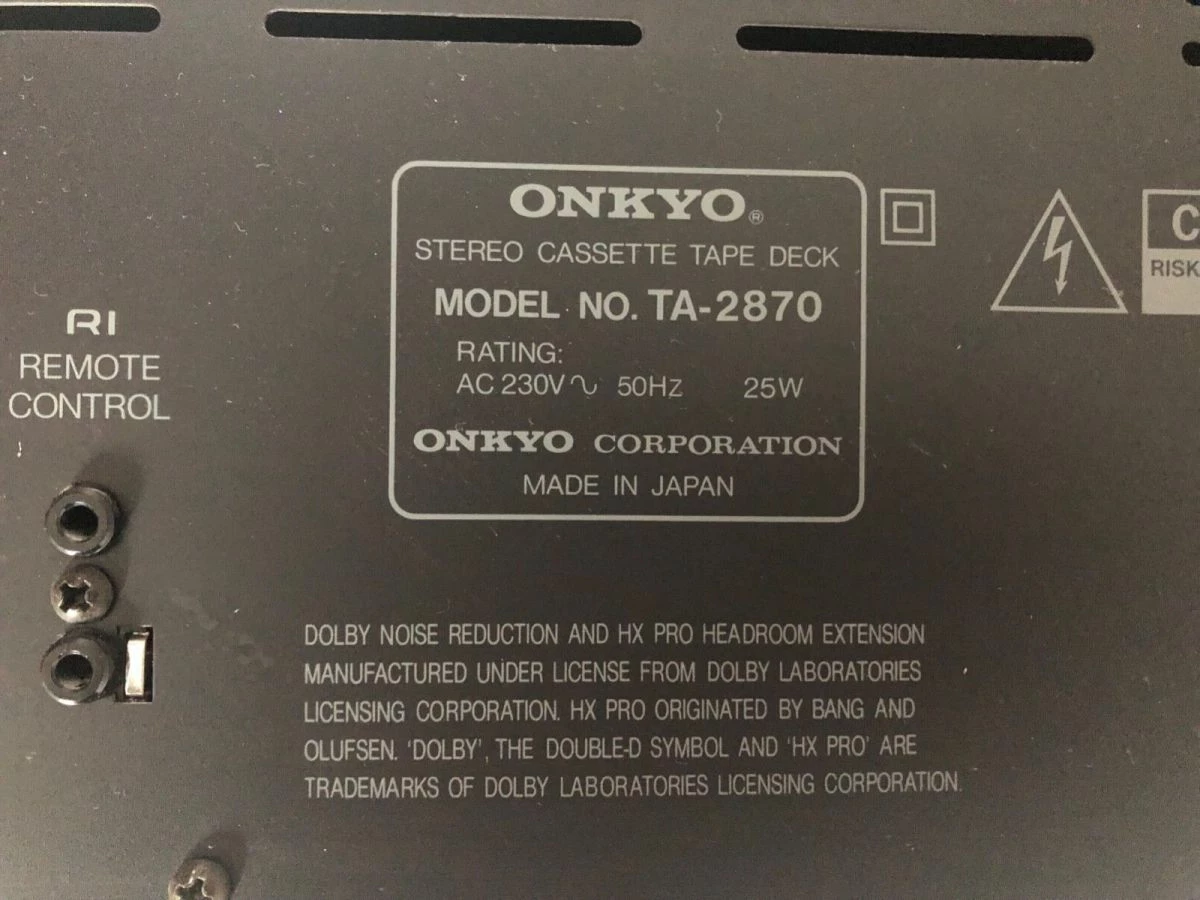 ONKYO®
STEREO CASSETTE TAPE DECK
MODEL NO. TA-2870
RATING:
AC 230V∿ 50Hz 25W
ONKYO CORPORATION
MADE IN JAPAN
RI
REMOTE
CONTROL
RISK
DOLBY NOISE REDUCTION AND HX PRO HEADROOM EXTENSION
MANUFACTURED UNDER LICENSE FROM DOLBY LABORATORIES
LICENSING CORPORATION. HX PRO ORIGINATED BY BANG AND
OLUFSEN. 'DOLBY', THE DOUBLE-D SYMBOL AND 'HX PRO' ARE
TRADEMARKS OF DOLBY LABORATORIES LICENSING CORPORATION.